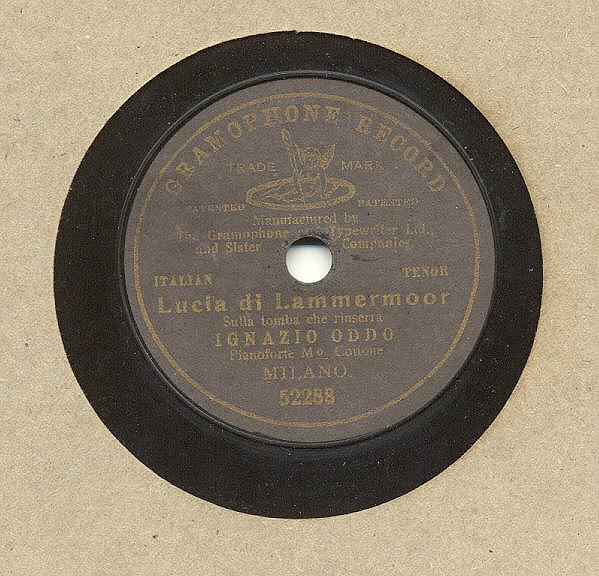 GRAMOPHONE RECORD
TRADE MARK
PATENTED PATENTED
Manufactured by
The Gramophone Typewriter Ltd.,
and Sister Companies
ITALIAN TENOR
Lucia di Lammermoor
Sulla tomba che rinserra
IGNAZIO ODDO
Pianoforte Mo. Cottone
MILANO.
52288